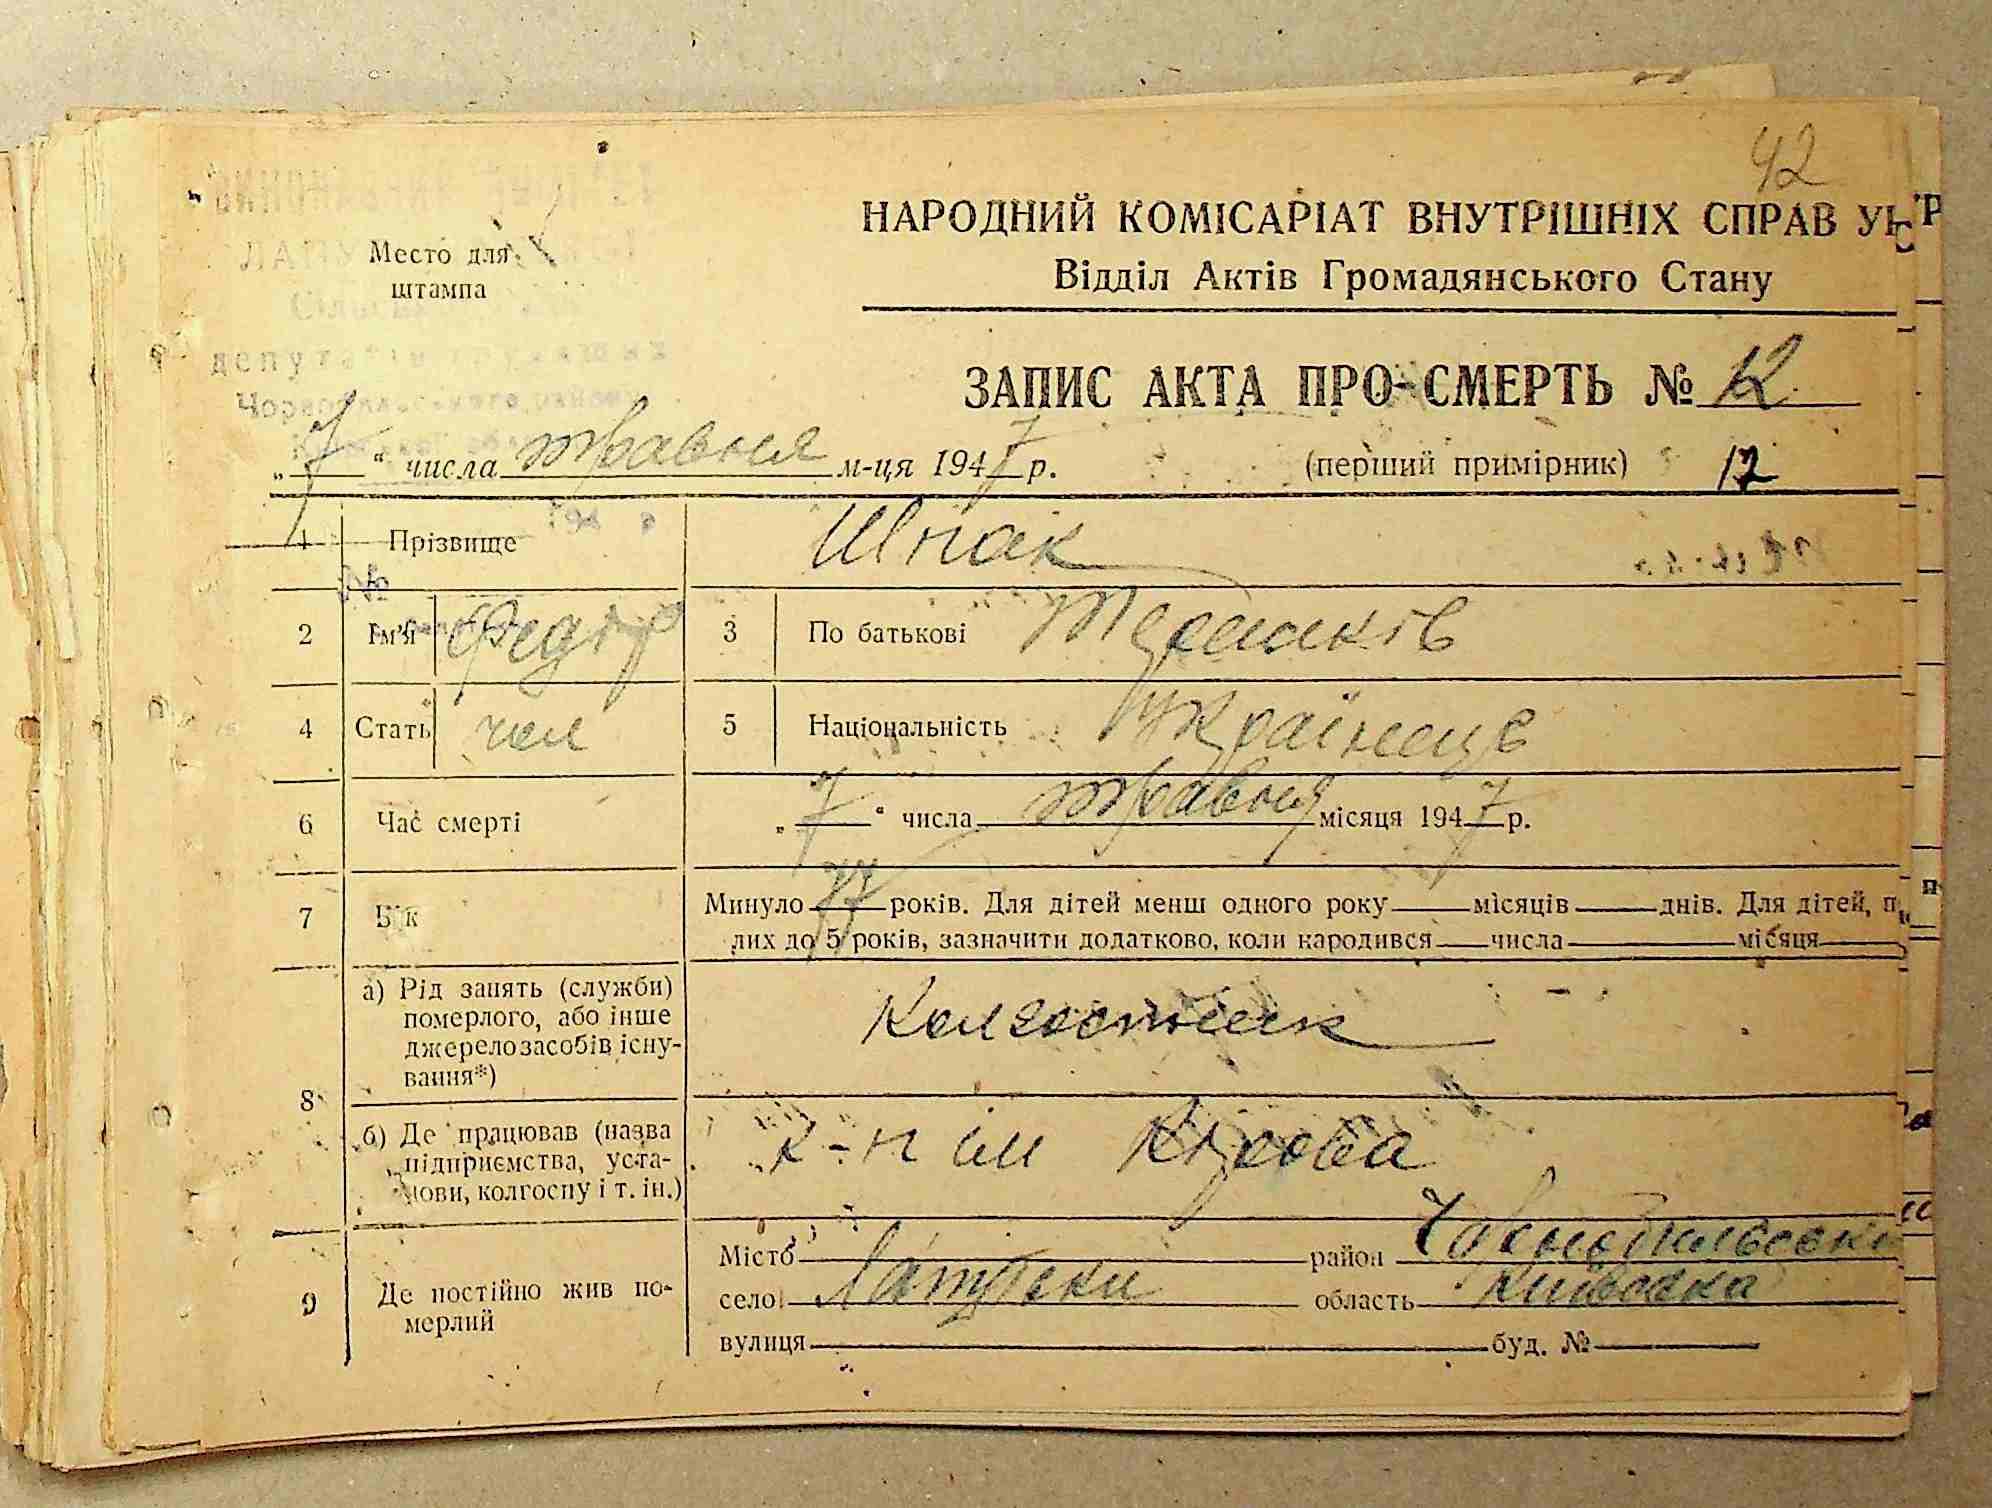 42
НАРОДНИЙ КОМІСАРІАТ ВНУТРІШНІХ СПРАВ
Відділ Актів Громадянського Стану
Место для
штампа
депутатів трудящих
ЗАПИС АКТА ПРО СМЕРТЬ № 12
„7“ числа травня м-ця 1947 р. (перший примірник) 12
1 Прізвище Шпак
2 Ім'я Федір 3 По батькові
4 Стать чол 5 Національність Українець
6 Час смерті „7“ числа травня місяця 1947 р.
7 Вік Минуло 77 років. Для дітей менш одного року місяців днів. Для дітей,
лих до 5 років, зазначити додатково, коли народився числа місяця
8 а) Рід занять (служби) померлого, або інше джерело засобів існування*) Колгоспник
б) Де працював (назва підприємства, установи, колгоспу і т. ін.) к-п ім Кірова
9 Де постійно жив померлий
Місто район
село область Київська
вулиця буд. №